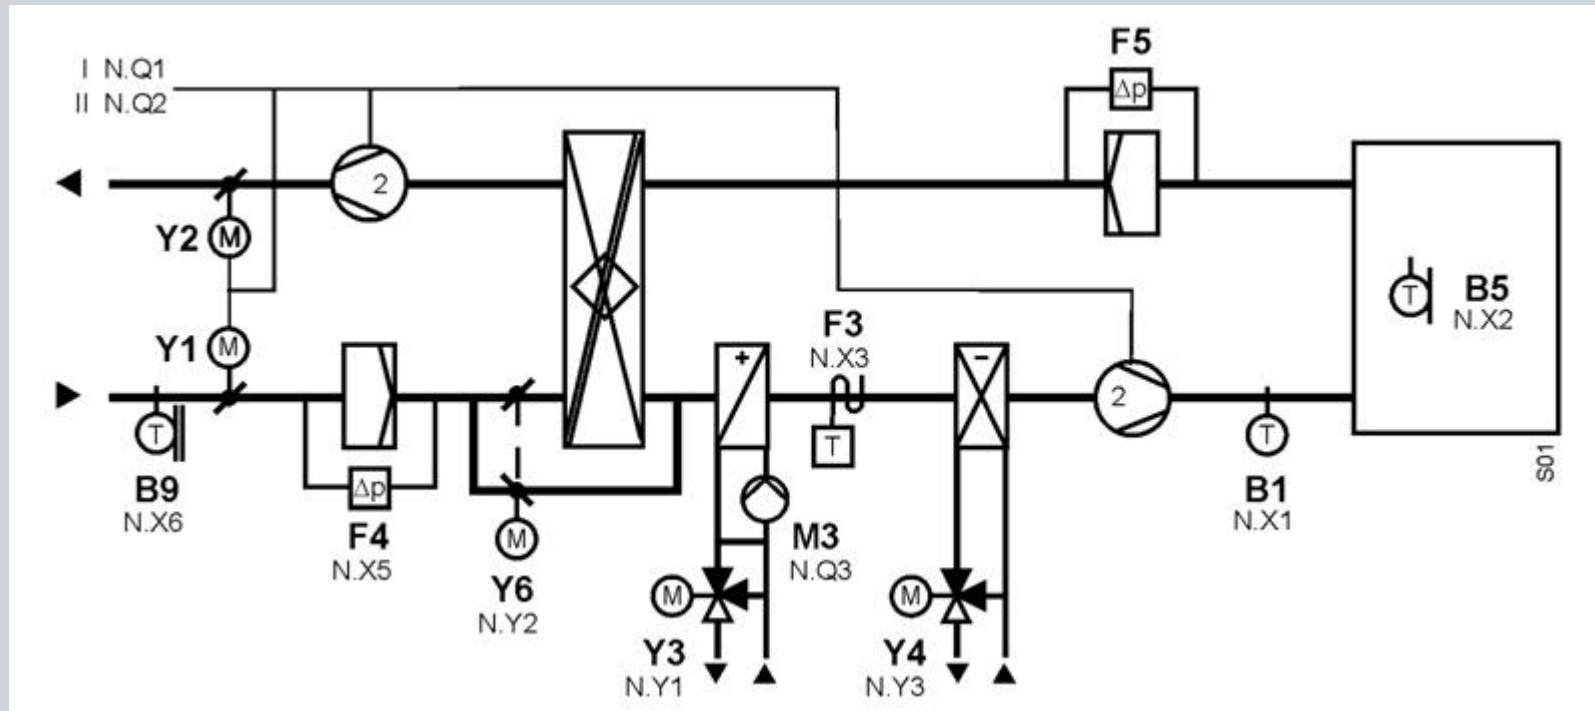 F5
Δp
I N.Q1
II N.Q2
2
Y2 M
B5
N.X2
T
Y1 M
F3
N.X3
+
-
2
T
T
B9
N.X6
Δp
F4
N.X5
M
Y6
N.Y2
M3
N.Q3
M
Y3
N.Y1
M
Y4
N.Y3
T
B1
N.X1
S01